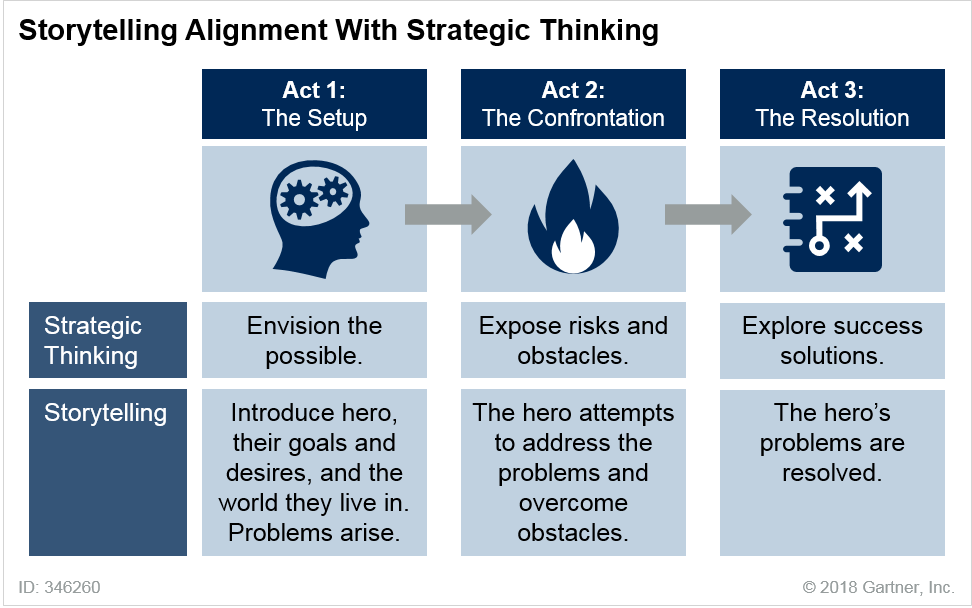 Storytelling Alignment With Strategic Thinking
Act 1:
The Setup
Act 2:
The Confrontation
Act 3:
The Resolution
Strategic
Thinking
Envision the
possible.
Expose risks and
obstacles.
Explore success
solutions.
Storytelling
Introduce hero,
their goals and
desires, and the
world they live in.
Problems arise.
The hero attempts
to address the
problems and
overcome
obstacles.
The hero’s
problems are
resolved.
ID: 346260
© 2018 Gartner, Inc.